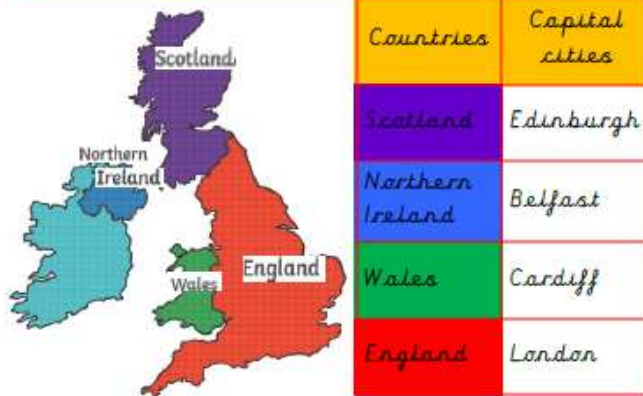 Scotland
Northern
Ireland
Wales
England
Countries
Capital
cities
Scotland
Edinburgh
Northern
Ireland
Belfast
Wales
Cardiff
England
London